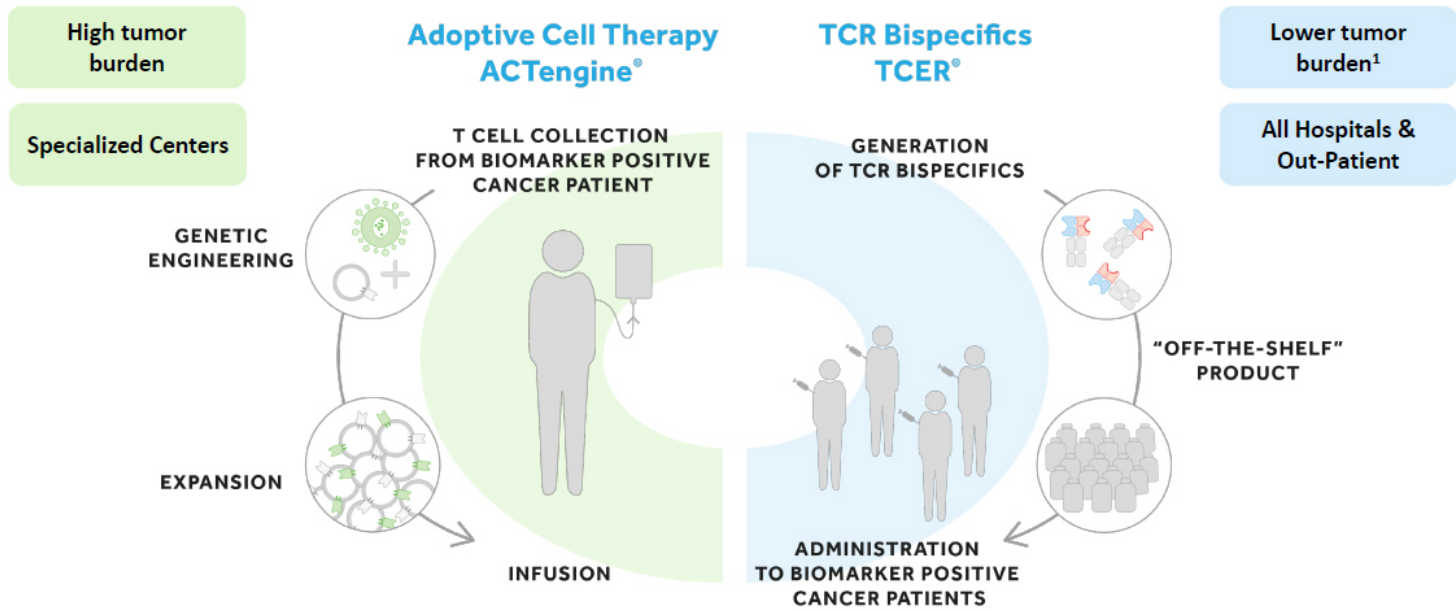 High tumor
burden
Specialized Centers
Adoptive Cell Therapy
ACTengine®
T CELL COLLECTION
FROM BIOMARKER POSITIVE
CANCER PATIENT
GENETIC
ENGINEERING
EXPANSION
INFUSION
TCR Bispecifics
TCER®
GENERATION
OF TCR BISPECIFICS
"OFF-THE-SHELF"
PRODUCT
ADMINISTRATION
TO BIOMARKER POSITIVE
CANCER PATIENTS
Lower tumor
burden¹
All Hospitals &
Out-Patient